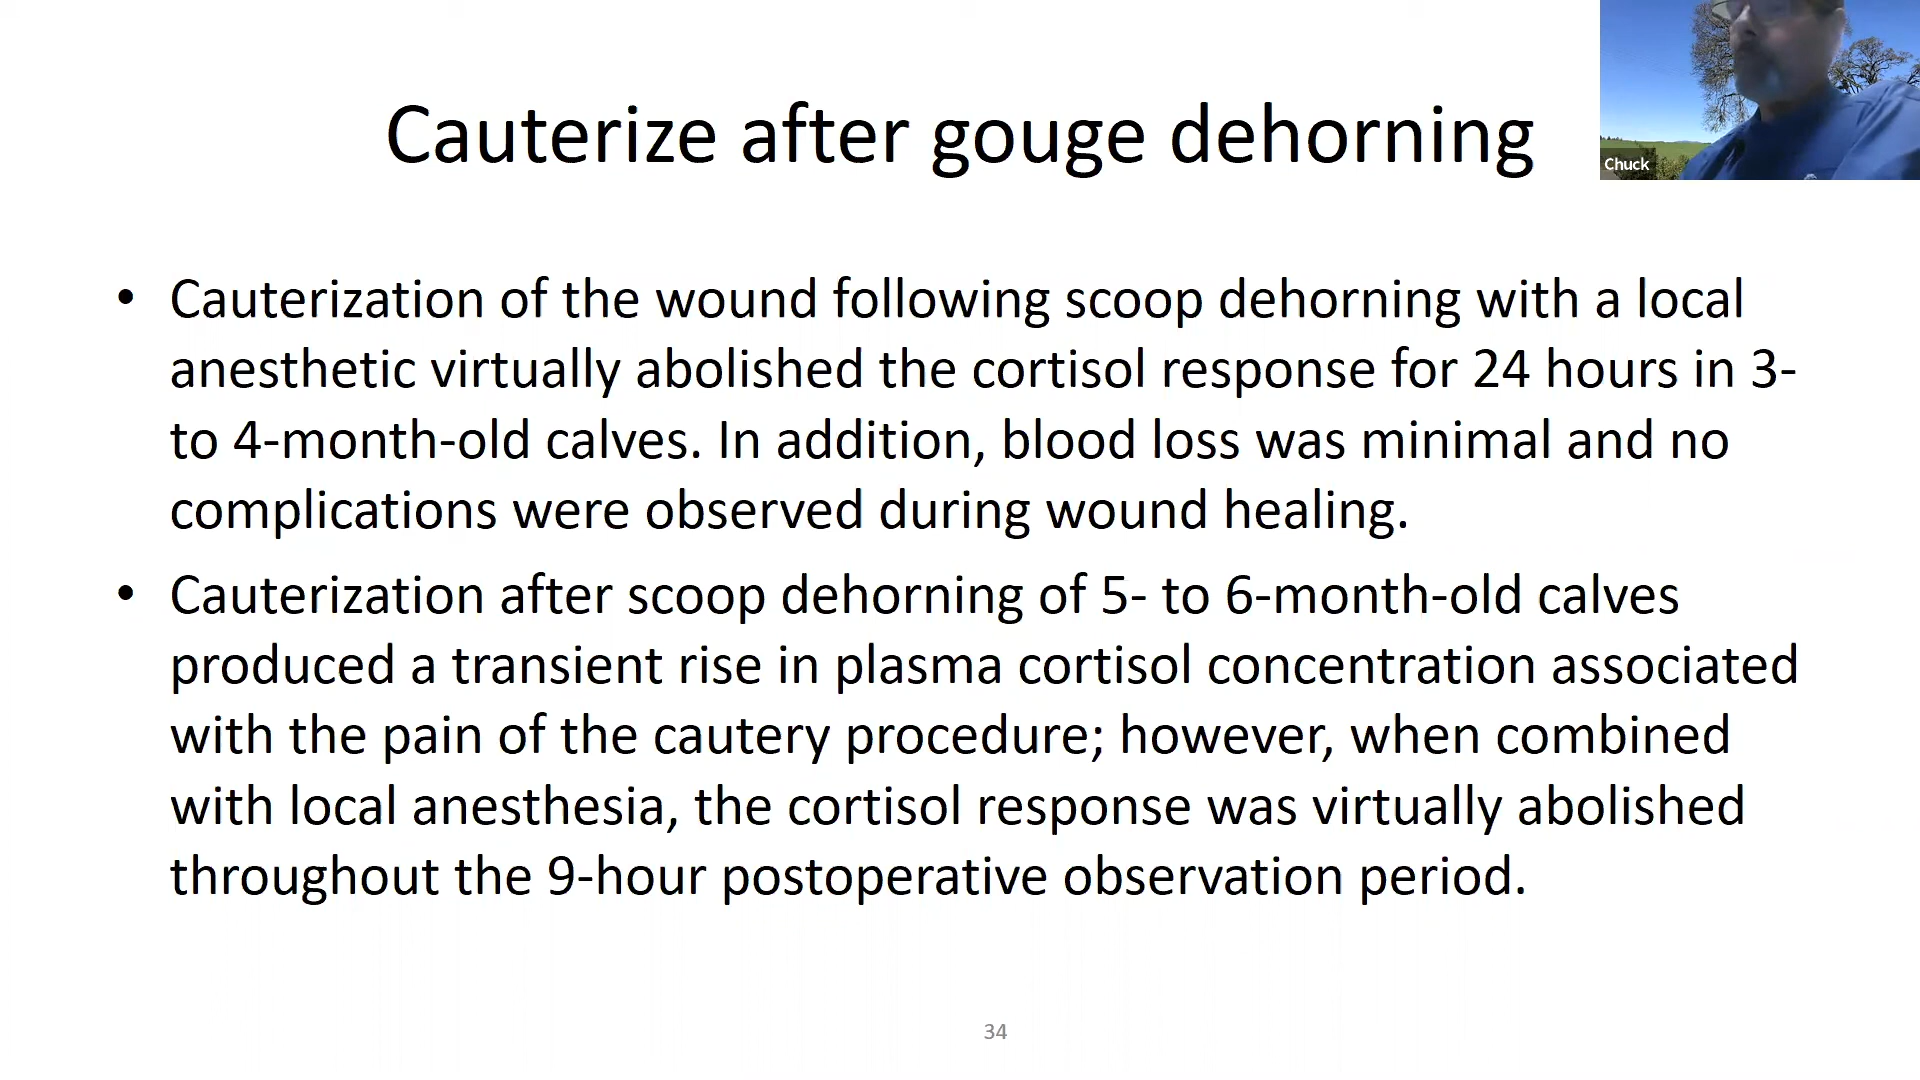 Cauterize after gouge dehorning
Chuck
• Cauterization of the wound following scoop dehorning with a local
anesthetic virtually abolished the cortisol response for 24 hours in 3-
to 4-month-old calves. In addition, blood loss was minimal and no
complications were observed during wound healing.
• Cauterization after scoop dehorning of 5- to 6-month-old calves
produced a transient rise in plasma cortisol concentration associated
with the pain of the cautery procedure; however, when combined
with local anesthesia, the cortisol response was virtually abolished
throughout the 9-hour postoperative observation period.
34